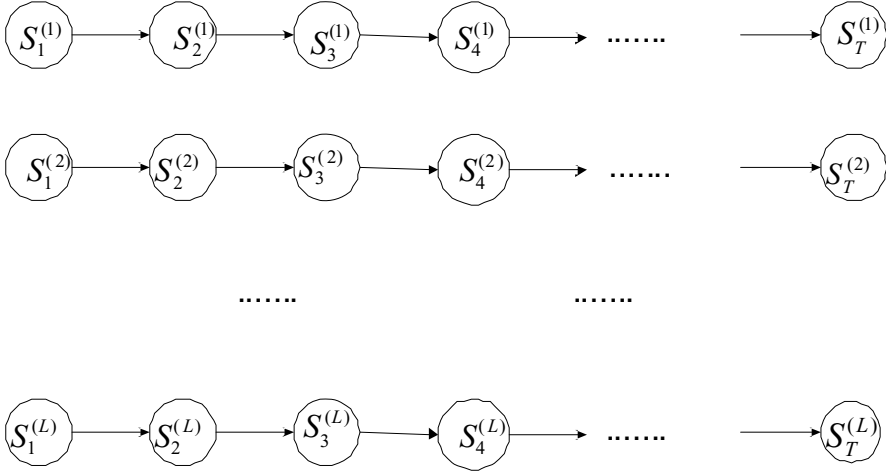 S_1^{(1)} S_2^{(1)} S_3^{(1)} S_4^{(1)} ....... S_T^{(1)}
S_1^{(2)} S_2^{(2)} S_3^{(2)} S_4^{(2)} ....... S_T^{(2)}
....... .......
S_1^{(L)} S_2^{(L)} S_3^{(L)} S_4^{(L)} ....... S_T^{(L)}